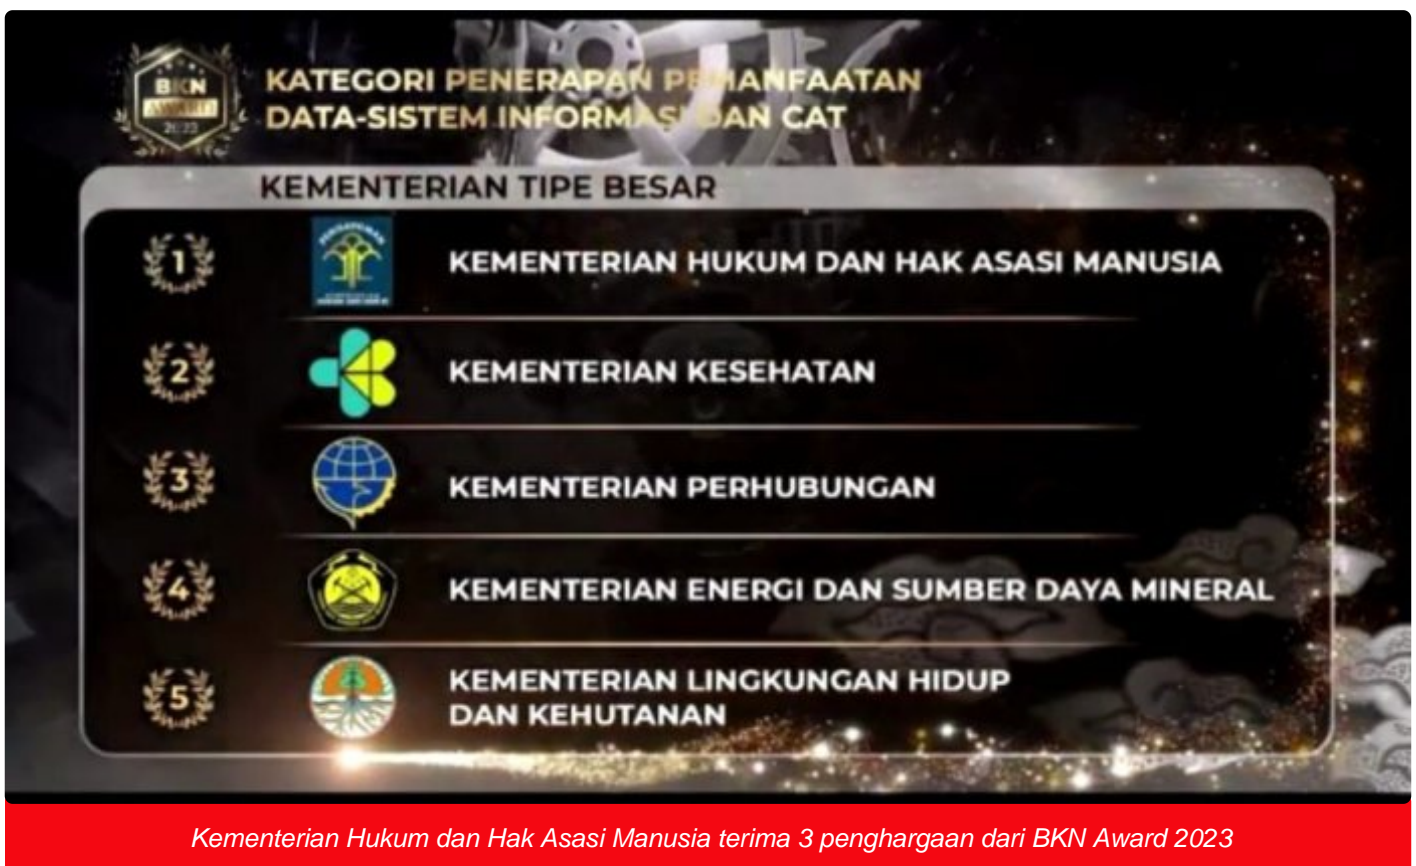 BKN
AWARD
2023
KATEGORI PENERAPAN PEMANFAATAN
DATA-SISTEM INFORMASI DAN CAT
KEMENTERIAN TIPE BESAR
1
PENGAYOMAN
KEMENTERIAN HUKUM DAN HAK ASASI MANUSIA
2
KEMENTERIAN KESEHATAN
3
KEMENTERIAN PERHUBUNGAN
4
KEMENTERIAN ENERGI DAN SUMBER DAYA MINERAL
5
KEMENTERIAN LINGKUNGAN HIDUP
DAN KEHUTANAN
Kementerian Hukum dan Hak Asasi Manusia terima 3 penghargaan dari BKN Award 2023